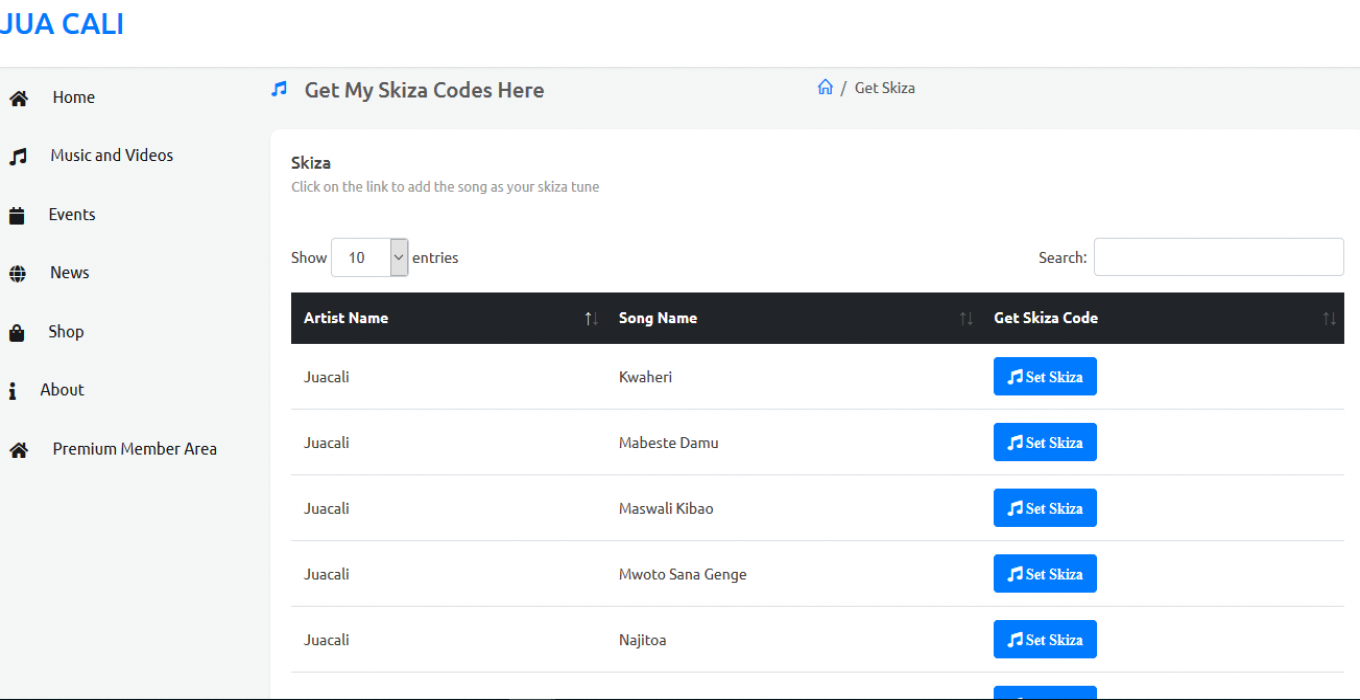 JUA CALI
Home
Music and Videos
Events
News
Shop
About
Premium Member Area
Get My Skiza Codes Here
/ Get Skiza
Skiza
Click on the link to add the song as your skiza tune
Show 10 entries
Search:
Artist Name Song Name Get Skiza Code
Juacali Kwaheri Set Skiza
Juacali Mabeste Damu Set Skiza
Juacali Maswali Kibao Set Skiza
Juacali Mwoto Sana Genge Set Skiza
Juacali Najitoa Set Skiza